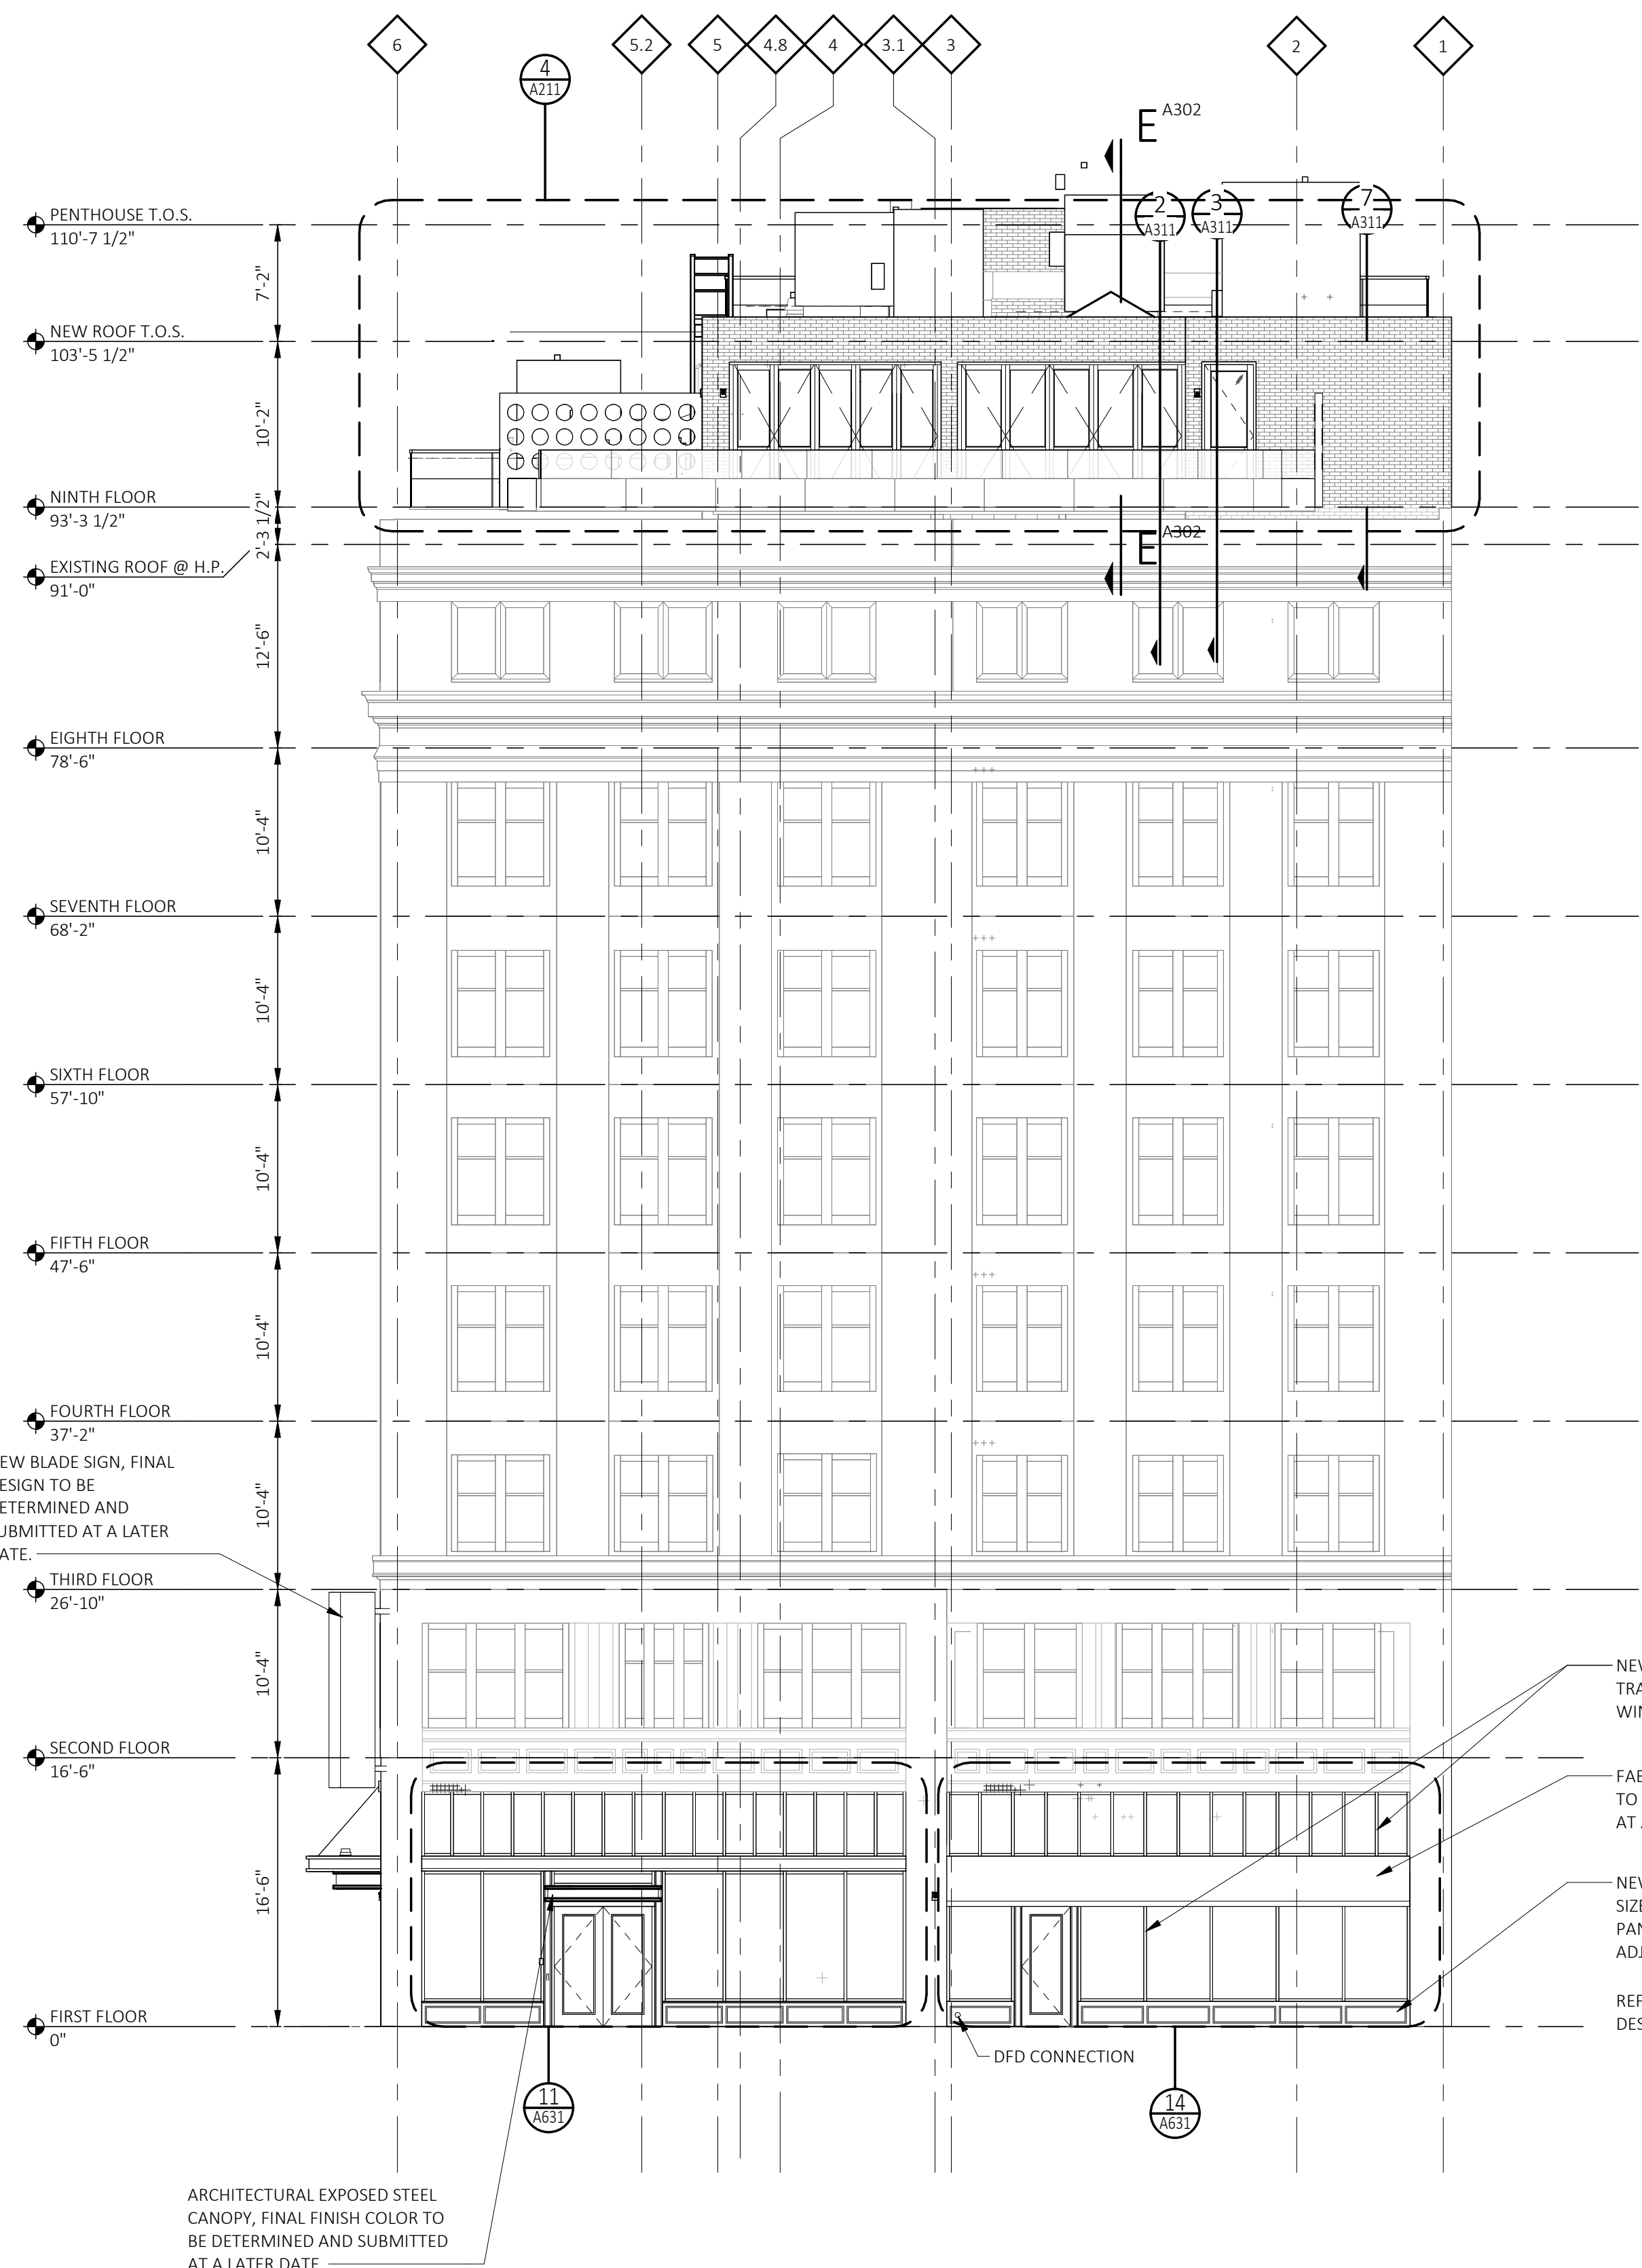 6
5.2
5
4.8
4
3.1
3
2
1
4
A211
E
A302
2
A311
3
A311
7
A311
PENTHOUSE T.O.S.
110'-7 1/2"
7'-2"
NEW ROOF T.O.S.
103'-5 1/2"
10'-2"
NINTH FLOOR
93'-3 1/2"
2'-3 1/2"
E
A302
EXISTING ROOF @ H.P.
91'-0"
12'-6"
EIGHTH FLOOR
78'-6"
10'-4"
SEVENTH FLOOR
68'-2"
10'-4"
SIXTH FLOOR
57'-10"
10'-4"
FIFTH FLOOR
47'-6"
10'-4"
FOURTH FLOOR
37'-2"
EW BLADE SIGN, FINAL
ESIGN TO BE
ETERMINED AND
UBMITTED AT A LATER
ATE.
10'-4"
THIRD FLOOR
26'-10"
10'-4"
SECOND FLOOR
16'-6"
16'-6"
FIRST FLOOR
0"
NEW
TRA
WIN
FAB
TO
AT A
NEW
SIZE
PAN
ADJ
REF
DES
DFD CONNECTION
11
A631
14
A631
ARCHITECTURAL EXPOSED STEEL
CANOPY, FINAL FINISH COLOR TO
BE DETERMINED AND SUBMITTED
AT A LATER DATE